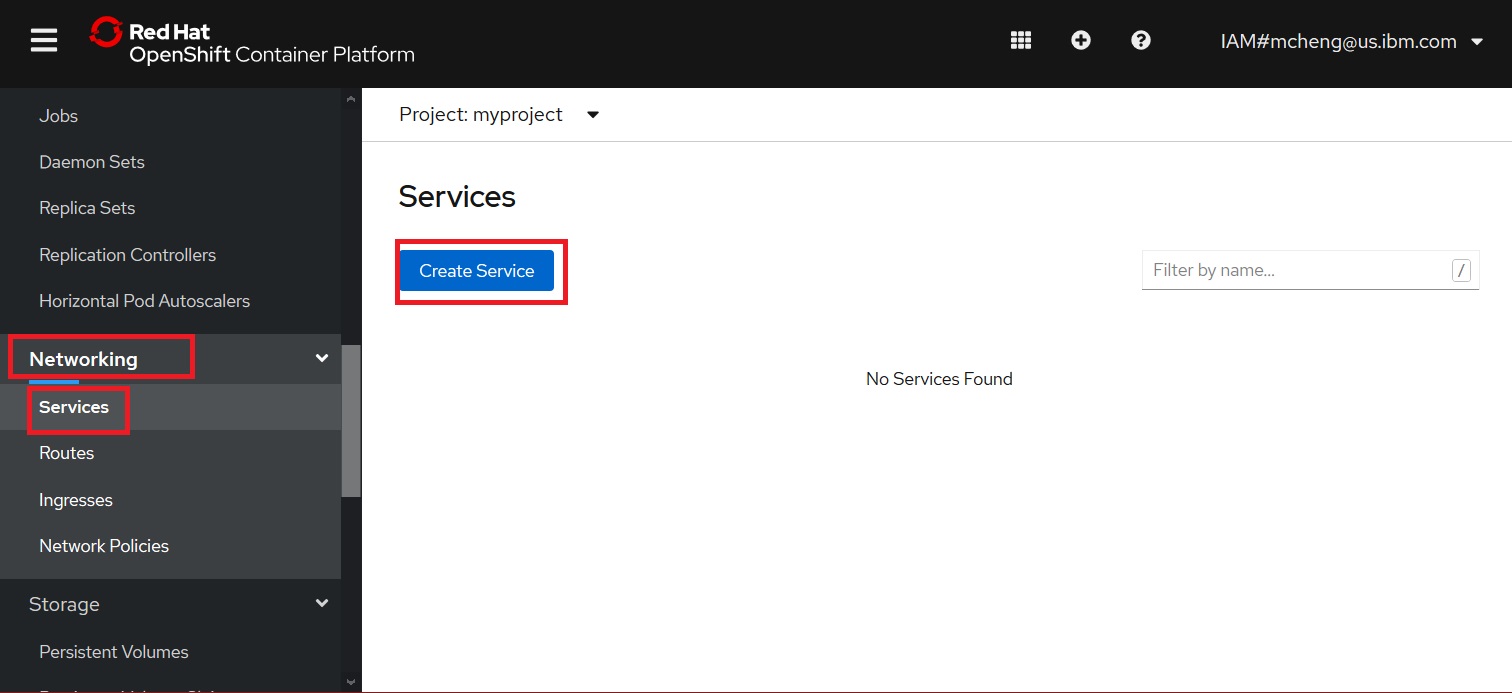 Red Hat
OpenShift Container Platform
IAM#mcheng@us.ibm.com
Jobs
Daemon Sets
Replica Sets
Replication Controllers
Horizontal Pod Autoscalers
Networking
Services
Routes
Ingresses
Network Policies
Storage
Persistent Volumes
Project: myproject
Services
Create Service
Filter by name...
/
No Services Found